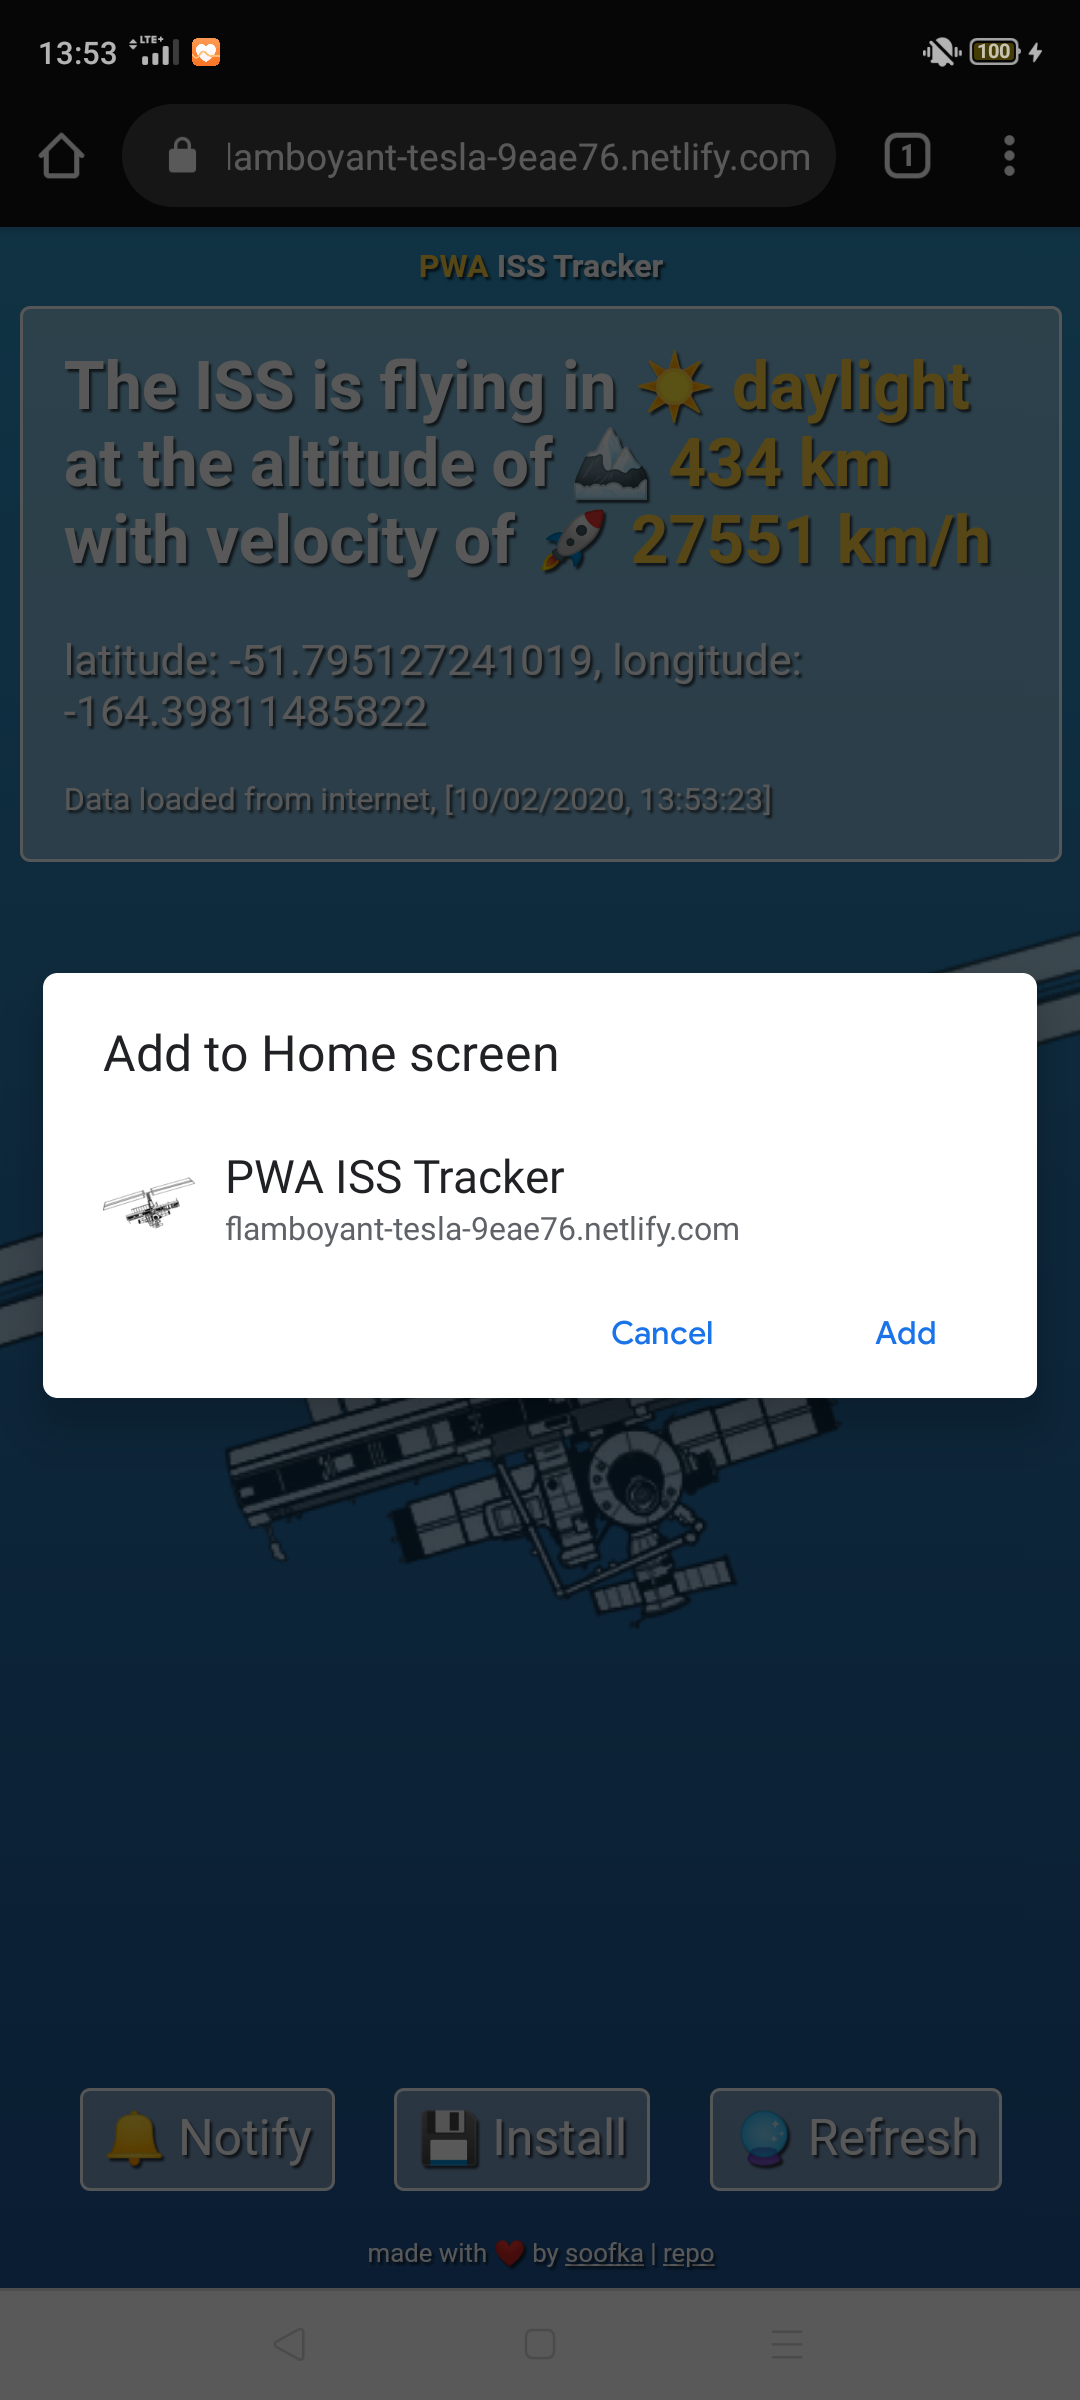 13:53 LTE+ 100
lamboyant-tesla-9eae76.netlify.com 1
PWA ISS Tracker
The ISS is flying in ☀️ daylight
at the altitude of 🏔️ 434 km
with velocity of 🚀 27551 km/h
latitude: -51.795127241019, longitude:
-164.39811485822
Data loaded from internet, [10/02/2020, 13:53:23]
Add to Home screen
PWA ISS Tracker
flamboyant-tesla-9eae76.netlify.com
Cancel Add
🔔 Notify 💾 Install 🔮 Refresh
made with ❤️ by soofka | repo